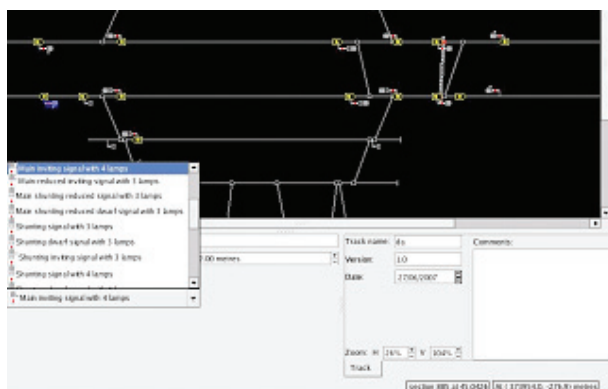 Main inviting signal with 4 lamps
Main reduced inviting signal with 3 lamps
Main shunting reduced signal with 3 lamps
Main shunting reduced dwarf signal with 3 lamps
Shunting signal with 3 lamps
Shunting dwarf signal with 3 lamps
Shunting inviting signal with 3 lamps
Shunting signal with 4 lamps
Main inviting signal with 4 lamps
.00 metres
Track name:
Version: 1.0
Date: 27/06/2007
Zoom: H 26% V 104%
Track
Comments: